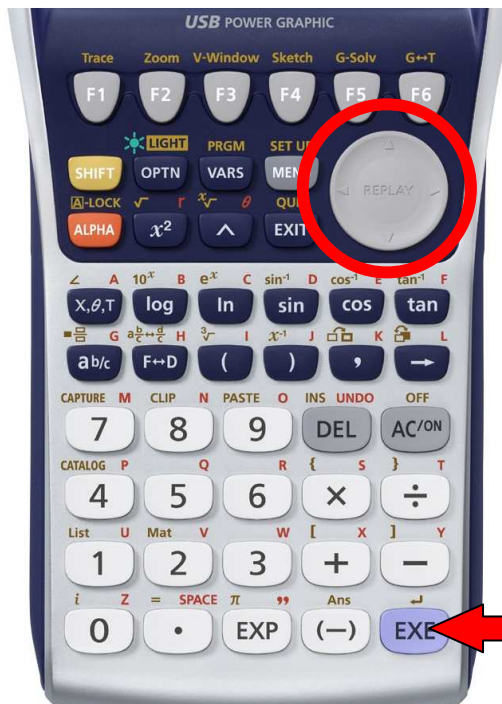 USB POWER GRAPHIC
Trace Zoom V-Window Sketch G-Solv G↔T
F1 F2 F3 F4 F5 F6
LIGHT PRGM SET U
SHIFT OPTN VARS MEN
REPLAY
A-LOCK √ r ˣ√ θ QU
ALPHA x² ^ EXIT
∠ A 10ˣ B eˣ C sin⁻¹ D cos⁻¹ E tan⁻¹ F
X,θ,T log ln sin cos tan
G a b/c↔d/c H ³√ I x⁻¹ J K L
a b/c F↔D ( ) , →
CAPTURE M CLIP N PASTE O INS UNDO OFF
7 8 9 DEL AC/ON
CATALOG P Q R { S } T
4 5 6 × ÷
List U Mat V W [ X ] Y
1 2 3 + −
i Z = SPACE π " Ans ↵
0 • EXP (−) EXE